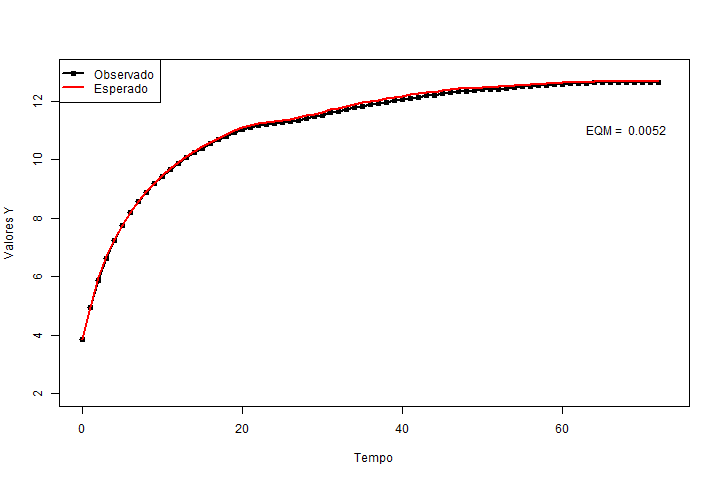 Observado
Esperado
EQM = 0.0052
Valores Y
12
10
8
6
4
2
0
20
40
60
Tempo